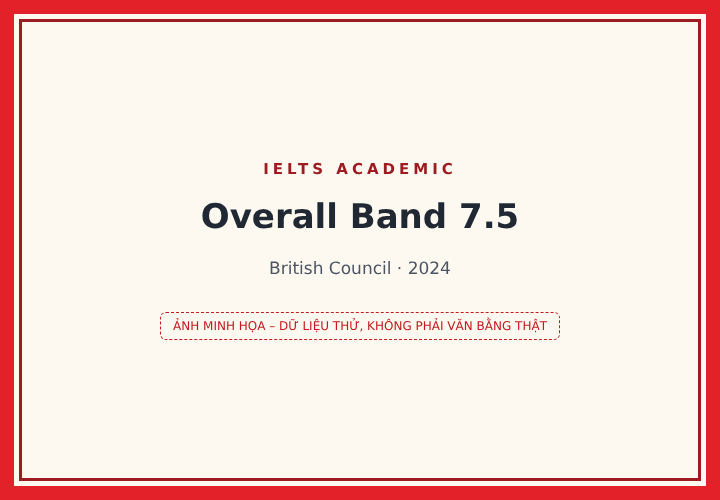 IELTS ACADEMIC
Overall Band 7.5
British Council · 2024
ẢNH MINH HỌA – DỮ LIỆU THỬ, KHÔNG PHẢI VĂN BẰNG THẬT